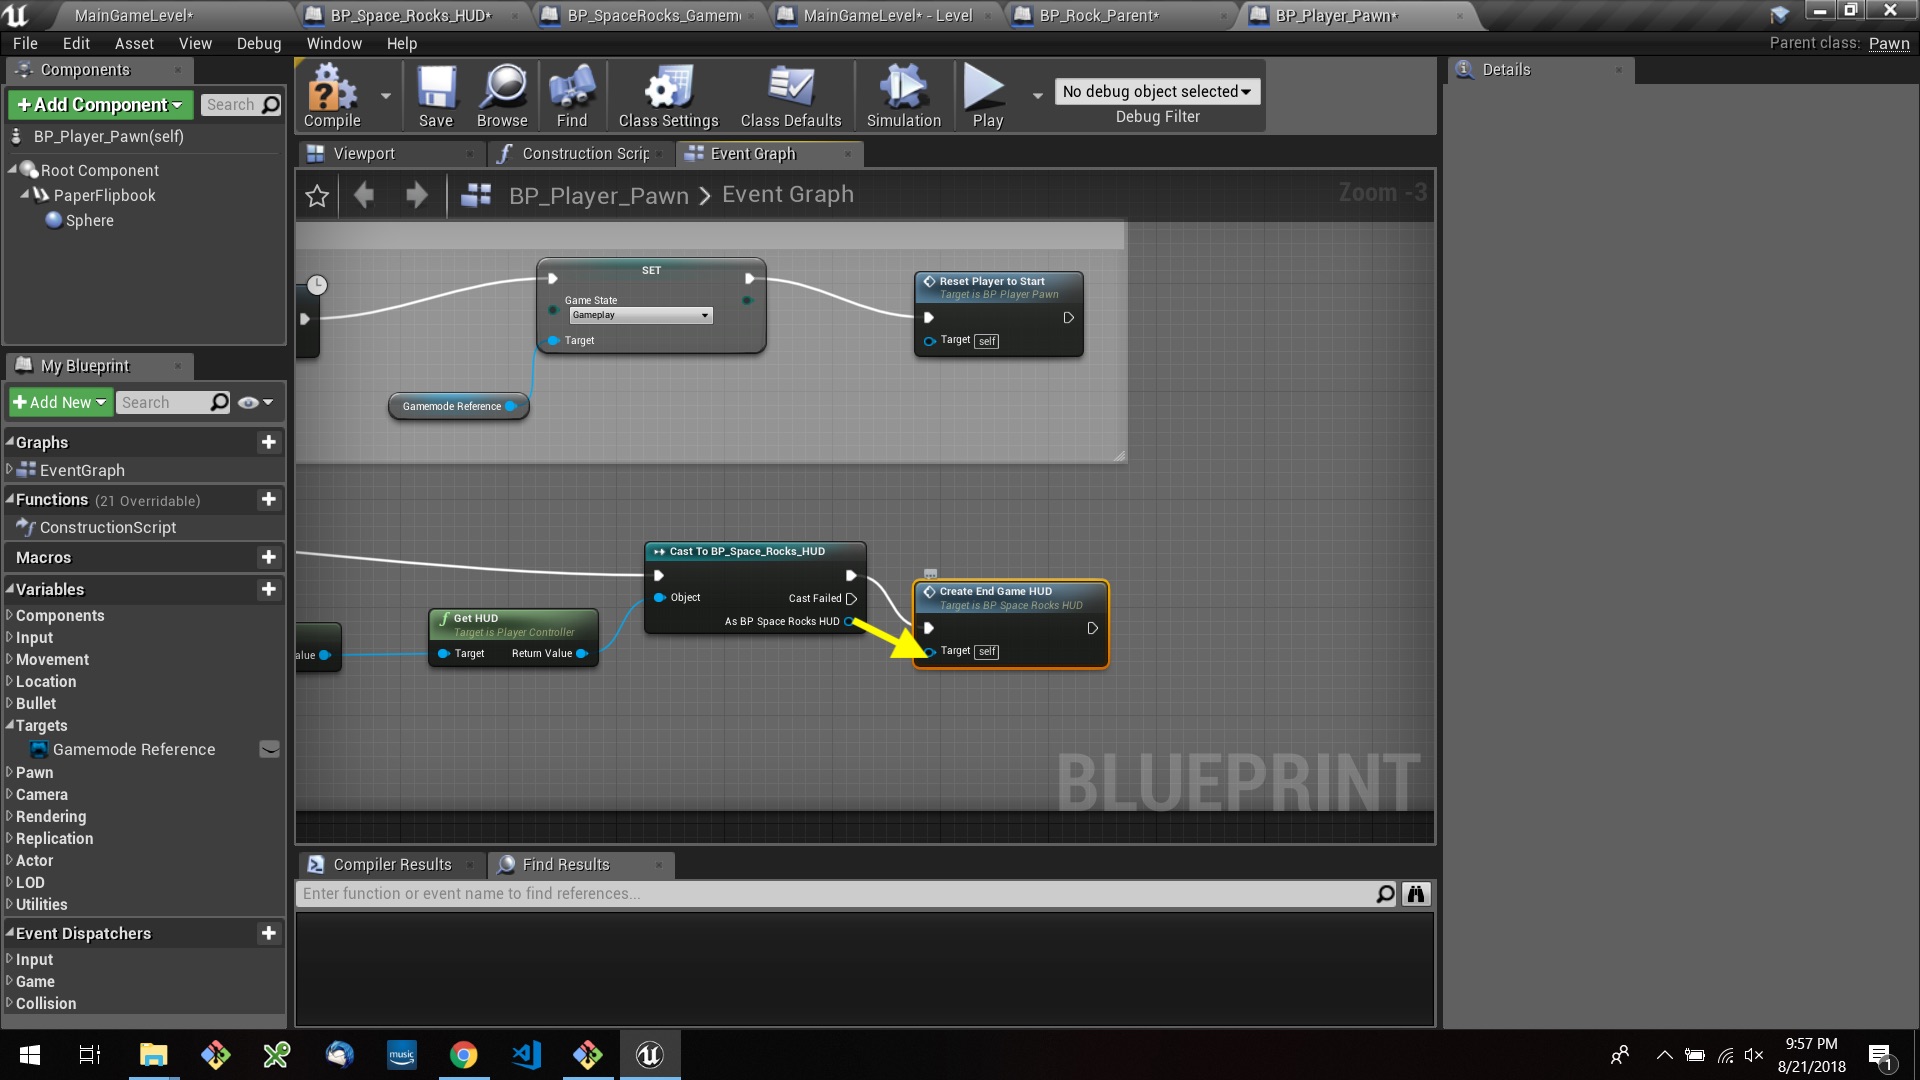 MainGameLevel*
BP_Space_Rocks_HUD*
BP_SpaceRocks_Gamem
MainGameLevel* - Level
BP_Rock_Parent*
BP_Player_Pawn*
File Edit Asset View Debug Window Help
Parent class: Pawn
Components
+Add Component
Search
BP_Player_Pawn(self)
Root Component
PaperFlipbook
Sphere
Compile
Save
Browse
Find
Class Settings
Class Defaults
Simulation
Play
No debug object selected
Debug Filter
Details
Viewport
Construction Scrip
Event Graph
BP_Player_Pawn > Event Graph
Zoom -3
SET
Game State
Gameplay
Target
Reset Player to Start
Target is BP Player Pawn
Target self
Gamemode Reference
Cast To BP_Space_Rocks_HUD
Object
Cast Failed
As BP Space Rocks HUD
Get HUD
Target is Player Controller
Target Return Value
alue
Create End Game HUD
Target is BP Space Rocks HUD
Target self
BLUEPRINT
My Blueprint
+Add New
Search
Graphs
EventGraph
Functions (21 Overridable)
ConstructionScript
Macros
Variables
Components
Input
Movement
Location
Bullet
Targets
Gamemode Reference
Pawn
Camera
Rendering
Replication
Actor
LOD
Utilities
Event Dispatchers
Input
Game
Collision
Compiler Results
Find Results
Enter function or event name to find references...
music
9:57 PM
8/21/2018
1